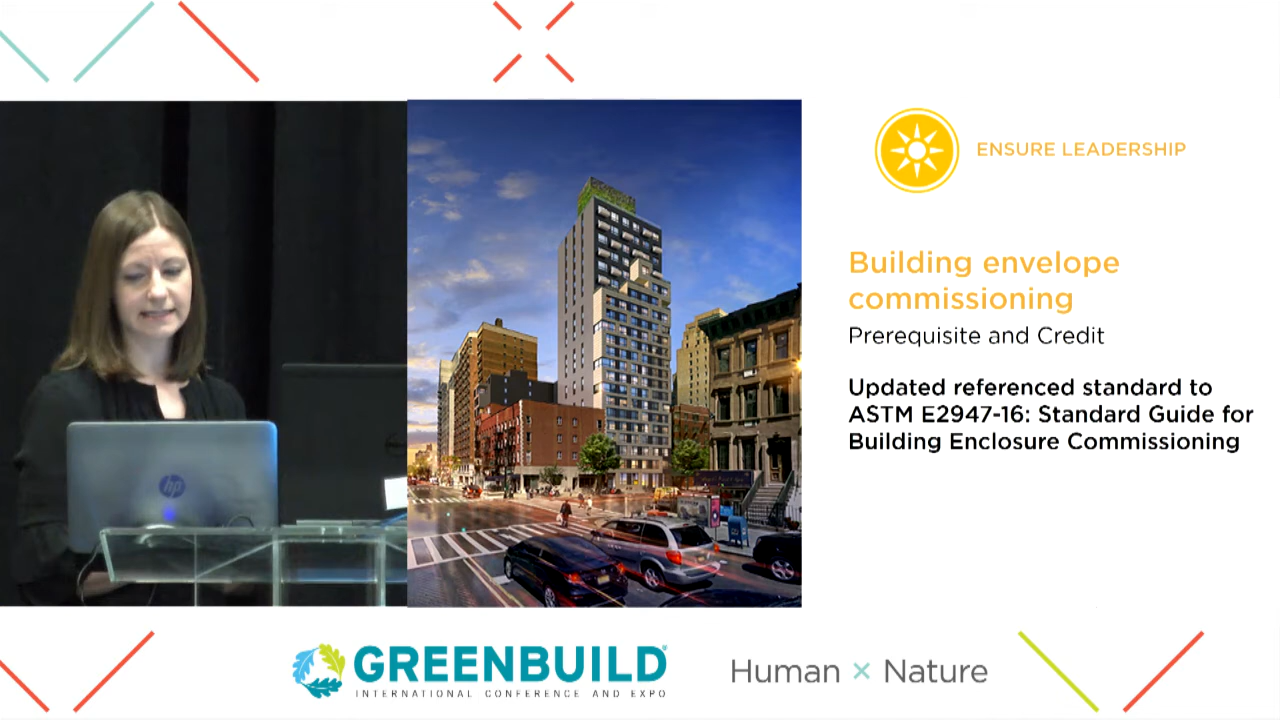 ENSURE LEADERSHIP
Building envelope
commissioning
Prerequisite and Credit
Updated referenced standard to
ASTM E2947-16: Standard Guide for
Building Enclosure Commissioning
hp
GREENBUILD
INTERNATIONAL CONFERENCE AND EXPO
Human × Nature